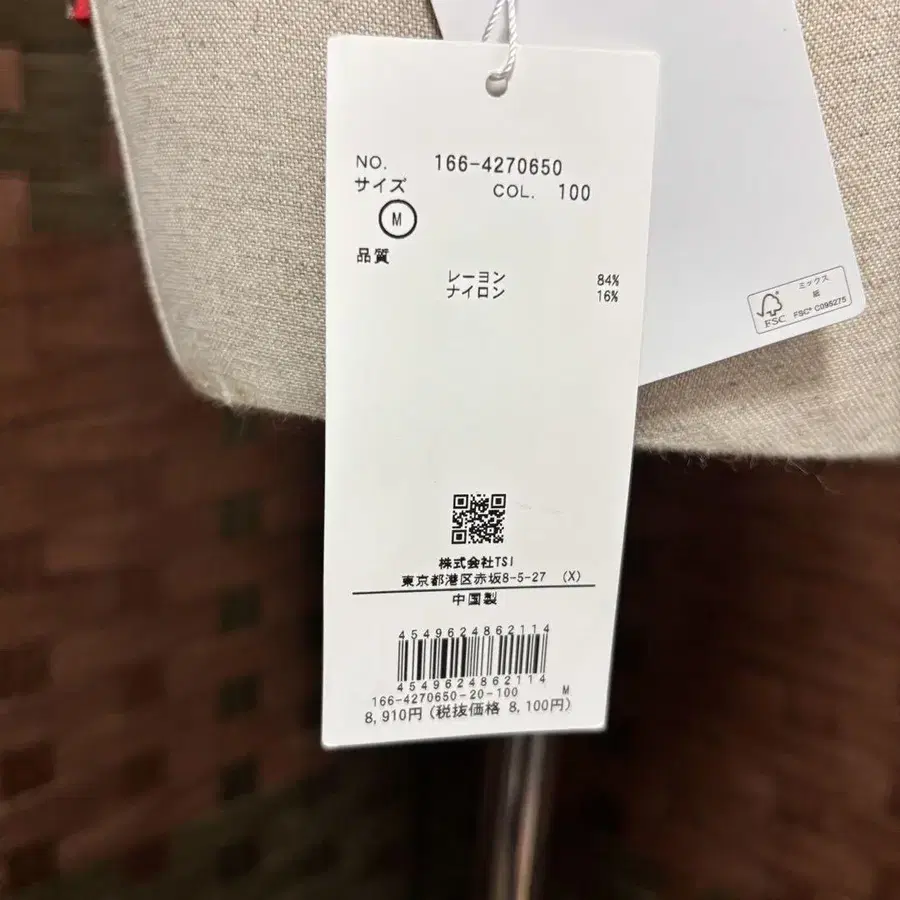 NO. 166-4270650
サイズ COL. 100
M
品質
レーヨン 84%
ナイロン 16%
ミックス
紙
FSC
FSC® C095275
株式会社TSI
東京都港区赤坂8-5-27 (X)
中国製
4549624862114
4549624862114
166-4270650-20-100 M
8,910円(税抜価格 8,100円)